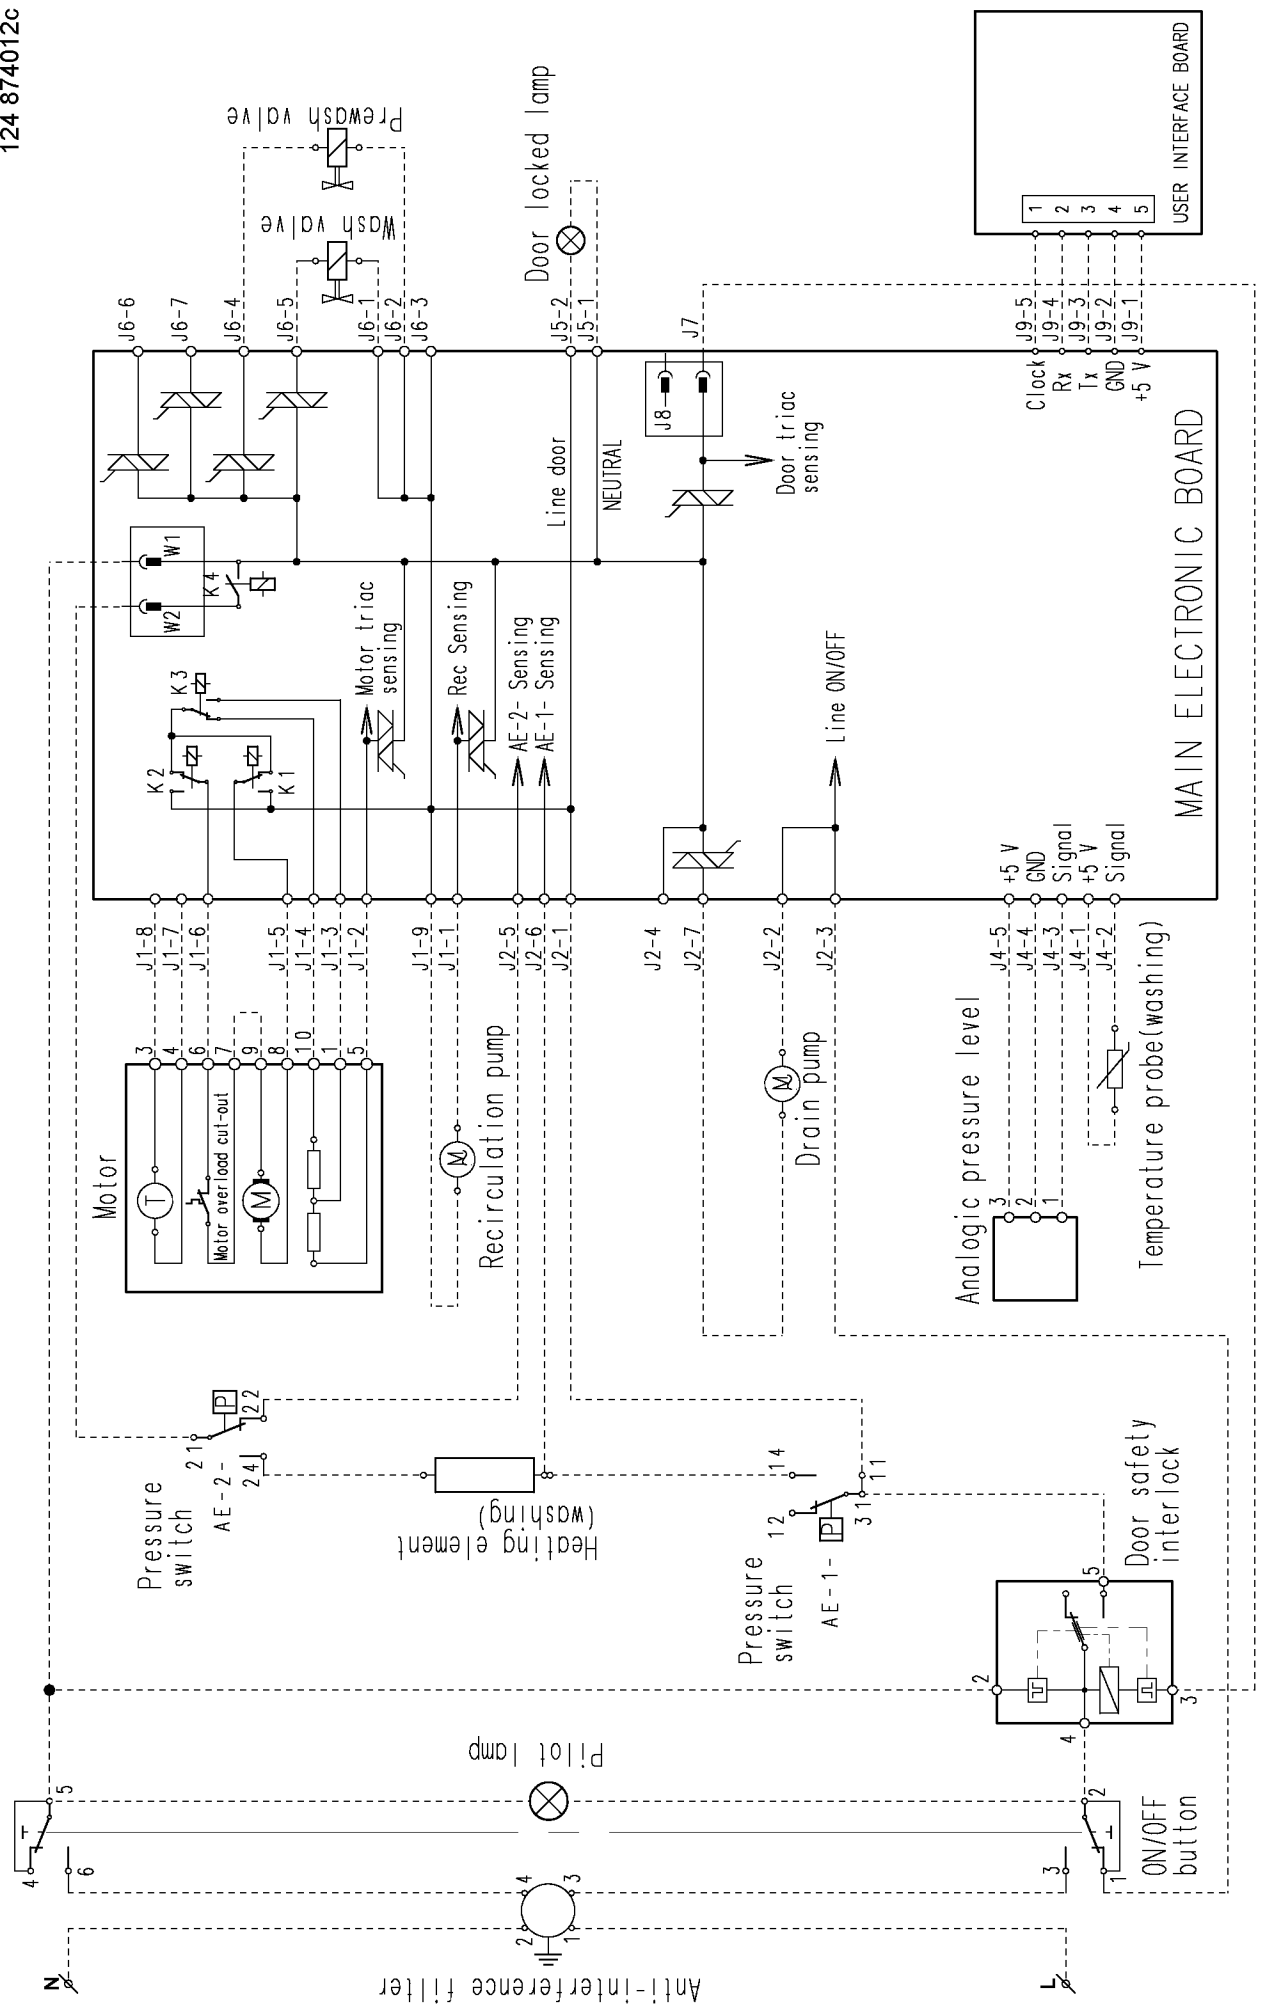 124 874012c
Prewash valve
Wash valve
Door locked lamp
USER INTERFACE BOARD
1
2
3
4
5
J6-6
J6-7
J6-4
J6-5
J6-1
J6-2
J6-3
J5-2
J5-1
J7
J9-5
J9-4
J9-3
J9-2
J9-1
Clock
Rx
Tx
GND
+5 V
J8
Door triac
sensing
Line door
NEUTRAL
W1
W2
K4
K3
K2
K1
Motor triac
sensing
Rec Sensing
AE-2- Sensing
AE-1- Sensing
Line ON/OFF
MAIN ELECTRONIC BOARD
+5 V
GND
Signal
+5 V
Signal
J1-8
J1-7
J1-6
J1-5
J1-4
J1-3
J1-2
J1-9
J1-1
J2-5
J2-6
J2-1
J2-4
J2-7
J2-2
J2-3
J4-5
J4-4
J4-3
J4-1
J4-2
3
4
6
7
9
8
10
1
5
Motor
T
Motor overload cut-out
M
M
Recirculation pump
M
Drain pump
Analogic pressure level
3
2
1
Temperature probe(washing)
Pressure
switch
AE-2-
P
21
22
24
Heating element
(washing)
Pressure
switch
AE-1-
P
14
12
11
31
Door safety
interlock
5
2
3
4
Pilot lamp
4
5
6
ON/OFF
button
2
3
1
4
3
2
1
Anti-interference filter
N
L